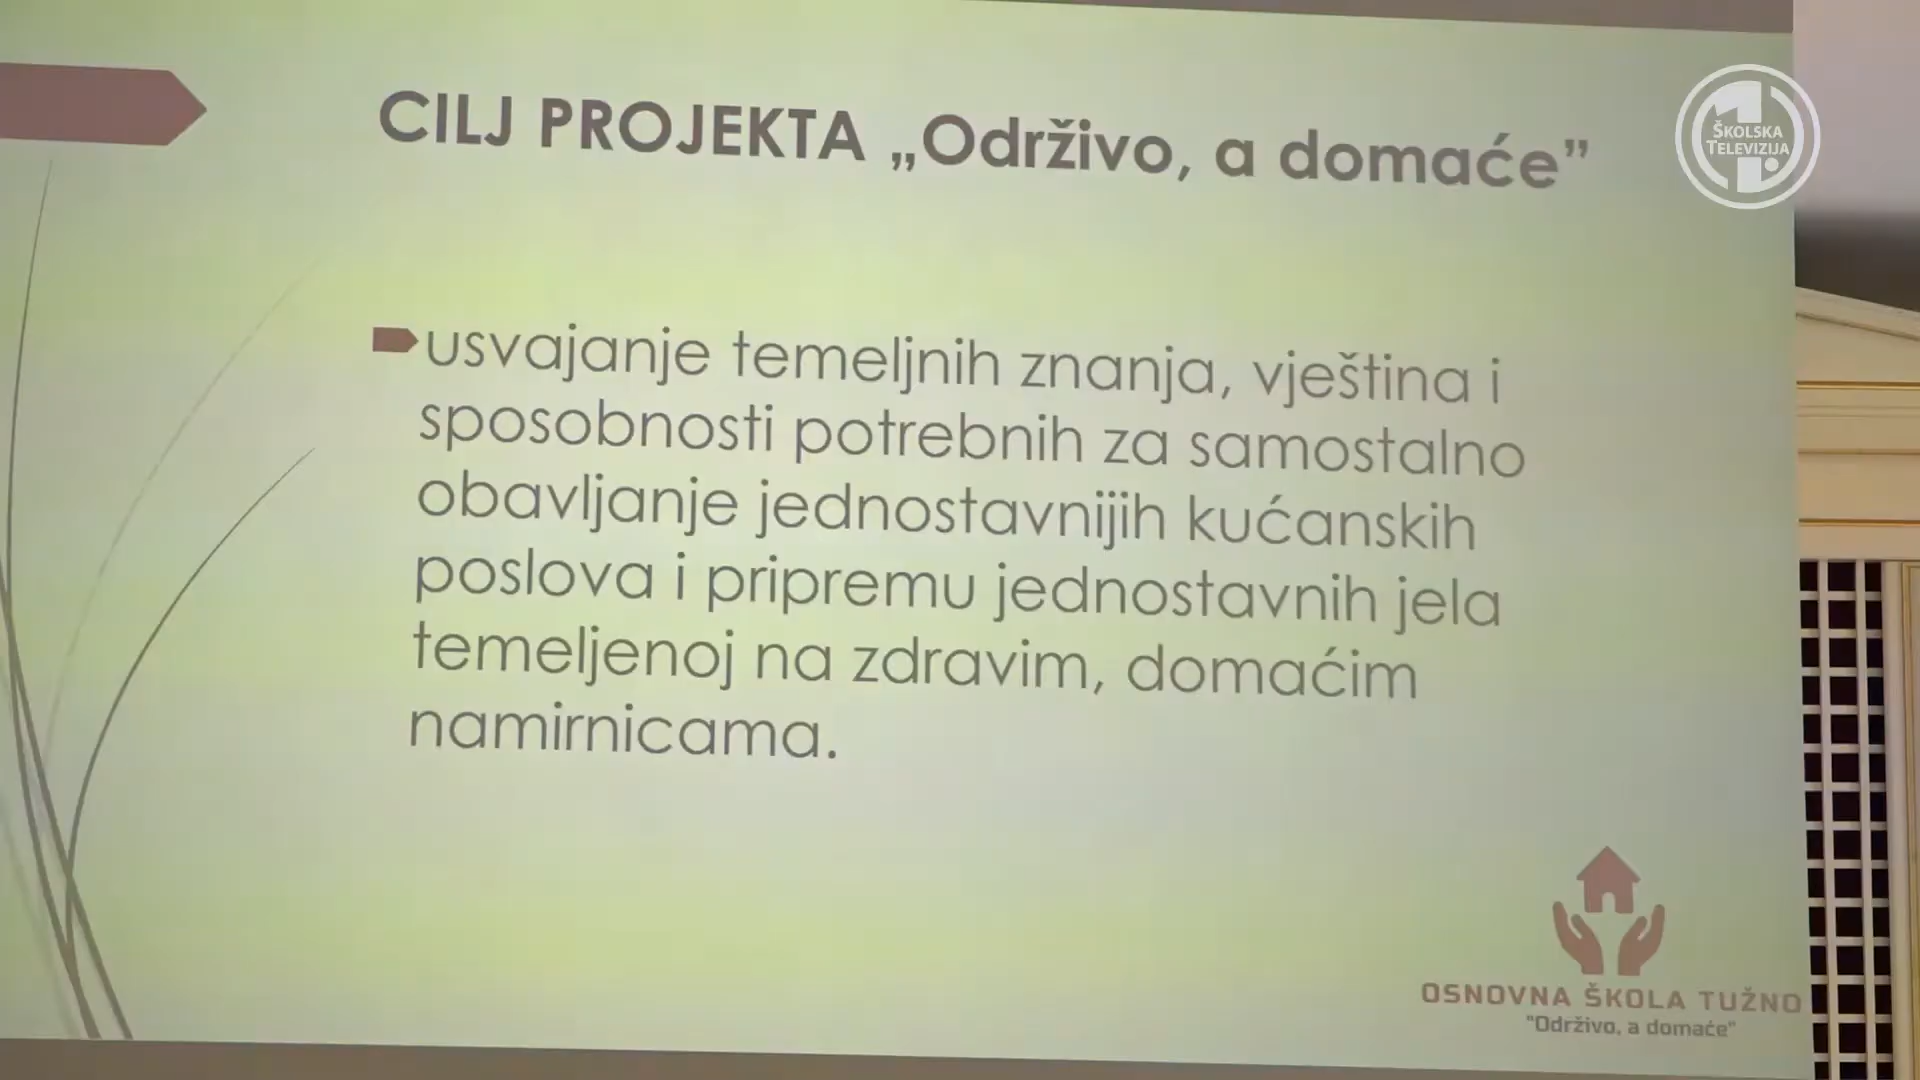 CILJ PROJEKTA „Održivo, a domaće”
ŠKOLSKA
TELEVIZIJA
usvajanje temeljnih znanja, vještina i
sposobnosti potrebnih za samostalno
obavljanje jednostavnijih kućanskih
poslova i pripremu jednostavnih jela
temeljenoj na zdravim, domaćim
namirnicama.
OSNOVNA ŠKOLA TUŽNO
"Održivo, a domaće"